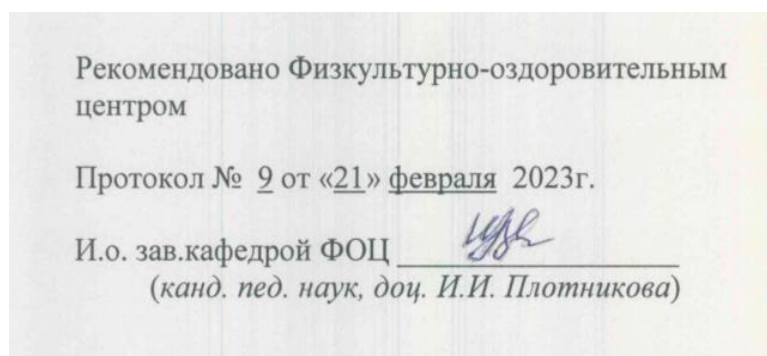 Рекомендовано Физкультурно-оздоровительным
центром
Протокол № 9 от «21» февраля 2023г.
И.о. зав.кафедрой ФОЦ
(канд. пед. наук, доц. И.И. Плотникова)